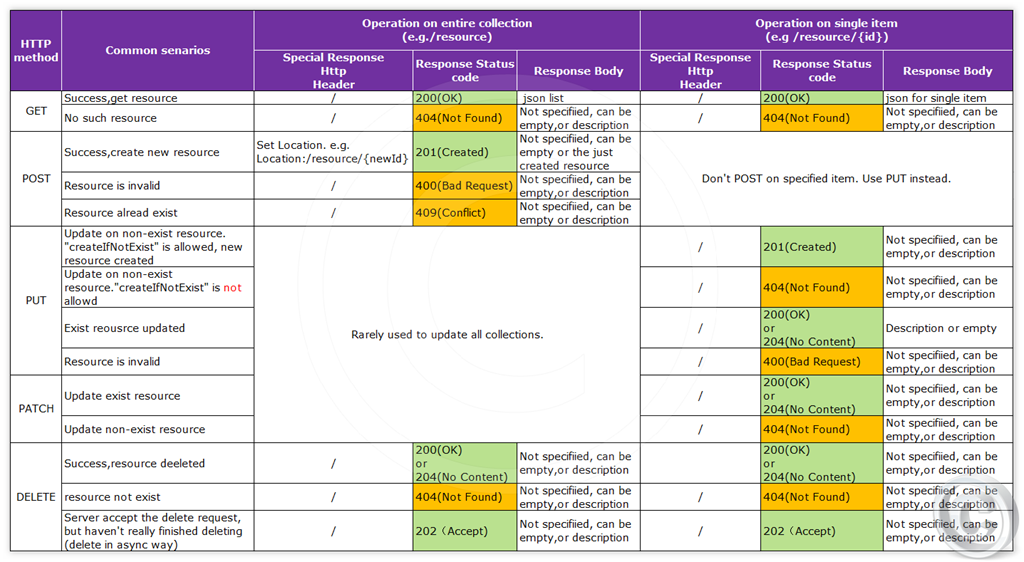 HTTP
method
Common senarios
Operation on entire collection
(e.g./resource)
Operation on single item
(e.g /resource/{id})
Special Response
Http
Header
Response Status
code
Response Body
Special Response
Http
Header
Response Status
code
Response Body
GET
Success,get resource
/
200(OK)
json list
/
200(OK)
json for single item
No such resource
/
404(Not Found)
Not specifiied, can be
empty,or description
/
404(Not Found)
Not specifiied, can be
empty,or description
POST
Success,create new resource
Set Location. e.g.
Location:/resource/{newId}
201(Created)
Not specifiied, can be
empty or the just
created resource
Don't POST on specified item. Use PUT instead.
Resource is invalid
/
400(Bad Request)
Not specifiied, can be
empty,or description
Resource alread exist
/
409(Conflict)
Not specifiied, can be
empty or description
PUT
Update on non-exist resource.
"createIfNotExist" is allowed, new
resource created
Rarely used to update all collections.
/
201(Created)
Not specifiied, can be
empty,or description
Update on non-exist
resource."createIfNotExist" is not
allowd
/
404(Not Found)
Not specifiied, can be
empty,or description
Exist reousrce updated
/
200(OK)
or
204(No Content)
Description or empty
Resource is invalid
/
400(Bad Request)
Not specifiied, can be
empty,or description
PATCH
Update exist resource
/
200(OK)
or
204(No Content)
Not specifiied, can be
empty,or description
Update non-exist resource
/
404(Not Found)
Not specifiied, can be
empty,or description
DELETE
Success,resource deeleted
/
200(OK)
or
204(No Content)
Not specifiied, can be
empty,or description
/
200(OK)
or
204(No Content)
Not specifiied, can be
empty,or description
resource not exist
/
404(Not Found)
Not specifiied, can be
empty,or description
/
404(Not Found)
Not specifiied, can be
empty,or description
Server accept the delete request,
but haven't really finished deleting
(delete in async way)
/
202（Accept)
Not specifiied, can be
empty,or description
/
202（Accept)
Not specifiied, can be
empty,or description